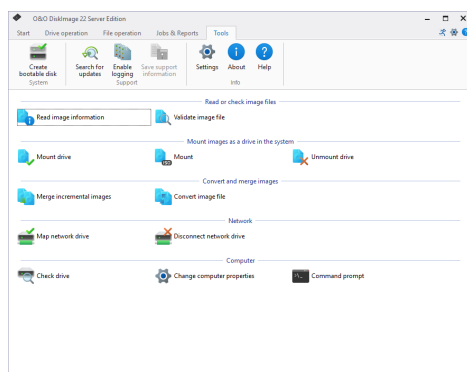 O&O DiskImage 22 Server Edition
Start Drive operation File operation Jobs & Reports Tools
Create bootable disk
Search for updates
Enable logging
Save support information
Settings
About
Help
System
Support
Info
Read or check image files
Read image information
Validate image file
Mount images as a drive in the system
Mount drive
Mount
Unmount drive
Convert and merge images
Merge incremental images
Convert image file
Network
Map network drive
Disconnect network drive
Computer
Check drive
Change computer properties
Command prompt